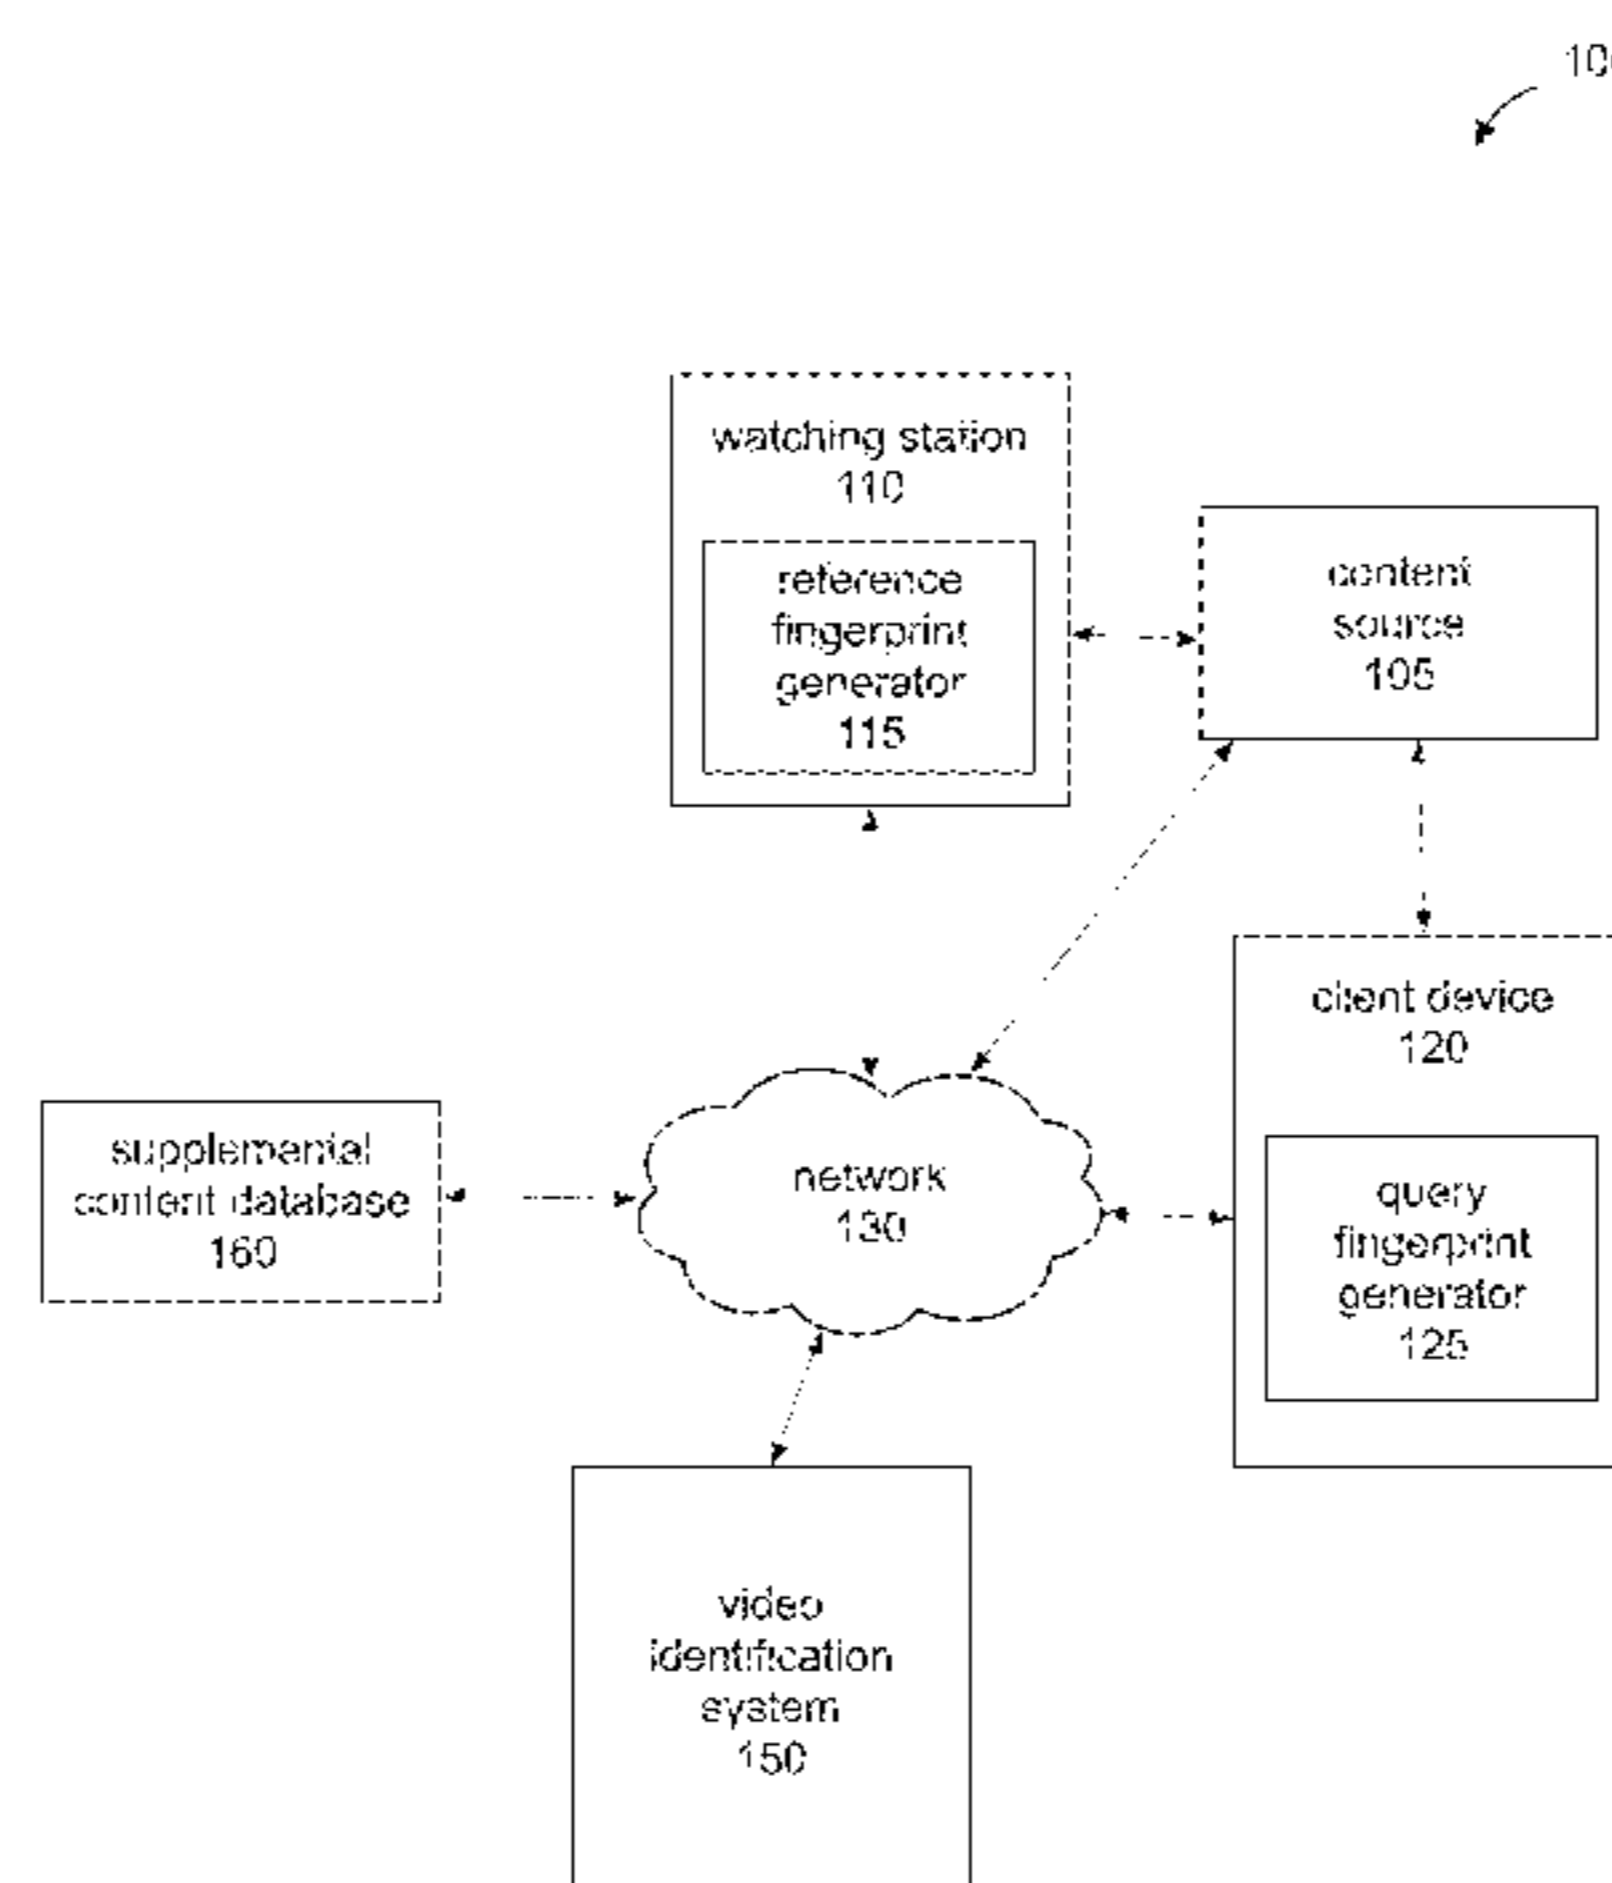 10
watching station
110
reference
fingerprint
generator
115
content
source
105
client device
120
query
fingerprint
generator
125
supplemental
content database
160
network
130
video
identification
system
150